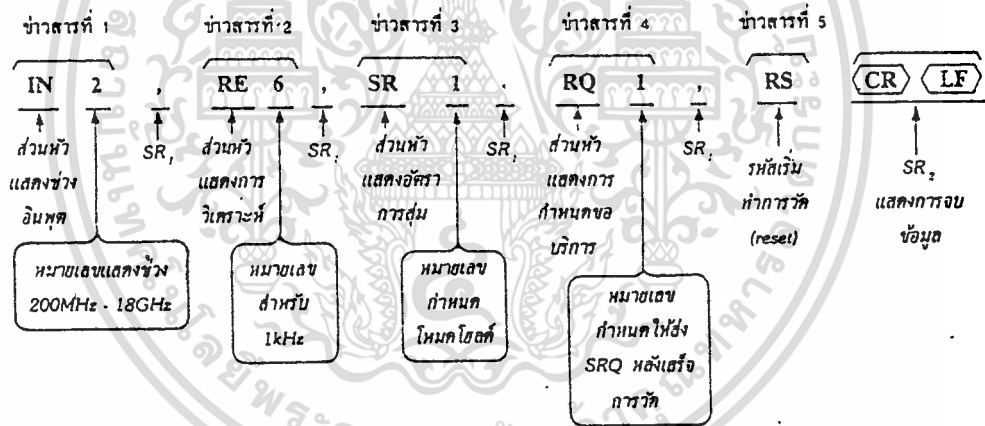 ข่าวสารที่ 1 ข่าวสารที่ 2 ข่าวสารที่ 3 ข่าวสารที่ 4 ข่าวสารที่ 5
IN 2 , RE 6 , SR 1 , RQ 1 , RS CR LF
ส่วนหัว
แสดงช่วง
อินพุต
SR₁
ส่วนหัว
แสดงการ
วิเคราะห์
SR₁
ส่วนหัว
แสดงอัตรา
การสุ่ม
SR₁
ส่วนหัว
แสดงการ
กำหนดขอ
บริการ
SR₁
รหัสเริ่ม
ทำการวัด
(reset)
SR₂
แสดงการจบ
ข้อมูล
หมายเลขแสดงช่วง
200MHz - 18GHz
หมายเลข
สำหรับ
1kHz
หมายเลข
กำหนด
โหมดโฮลด์
หมายเลข
กำหนดให้ส่ง
SRQ หลังเสร็จ
การวัด